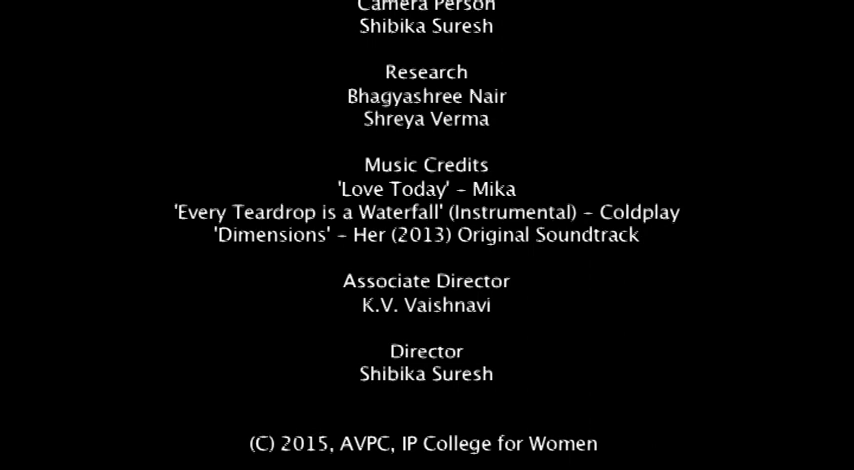 Camera Person
Shibika Suresh
Research
Bhagyashree Nair
Shreya Verma
Music Credits
'Love Today' - Mika
'Every Teardrop is a Waterfall' (Instrumental) - Coldplay
'Dimensions' - Her (2013) Original Soundtrack
Associate Director
K.V. Vaishnavi
Director
Shibika Suresh
(C) 2015, AVPC, IP College for Women